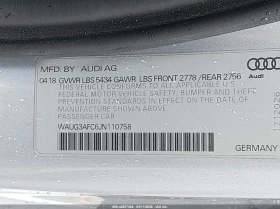 MFD. BY AUDI AG
Audi
04.18 GVWR LBS 5434 GAWR LBS FRONT 2778 /REAR 2756
THIS VEHICLE CONFORMS TO ALL APPLICABLE
FEDERAL MOTOR VEHICLE SAFETY, BUMPER AND THEFT
PREVENTION STANDARDS IN EFFECT ON THE DATE OF
MANUFACTURE SHOWN ABOVE
PASSENGER CAR
WAUG3AFC6JN110758
GERMANY